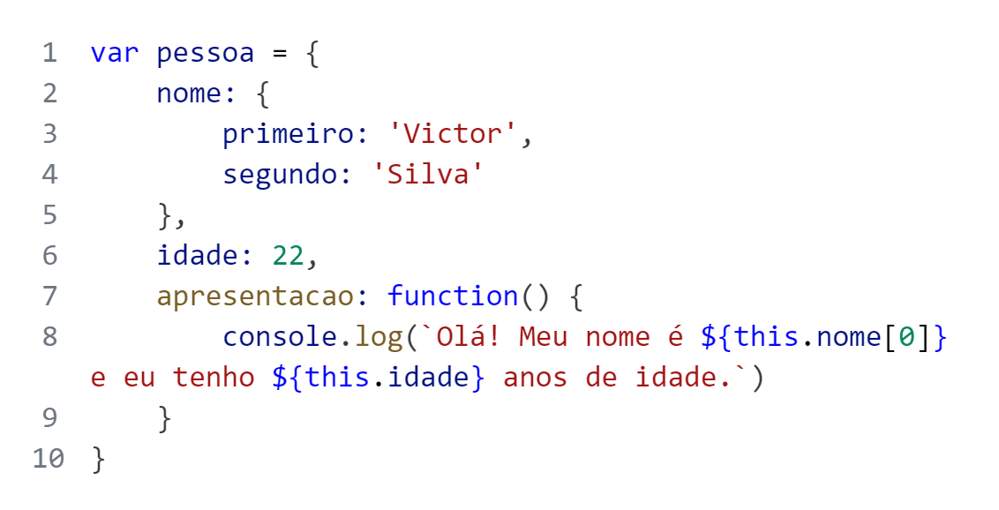 1 var pessoa = {
2     nome: {
3         primeiro: 'Victor',
4         segundo: 'Silva'
5     },
6     idade: 22,
7     apresentacao: function() {
8         console.log(`Olá! Meu nome é ${this.nome[0]}
e eu tenho ${this.idade} anos de idade.`)
9     }
10 }